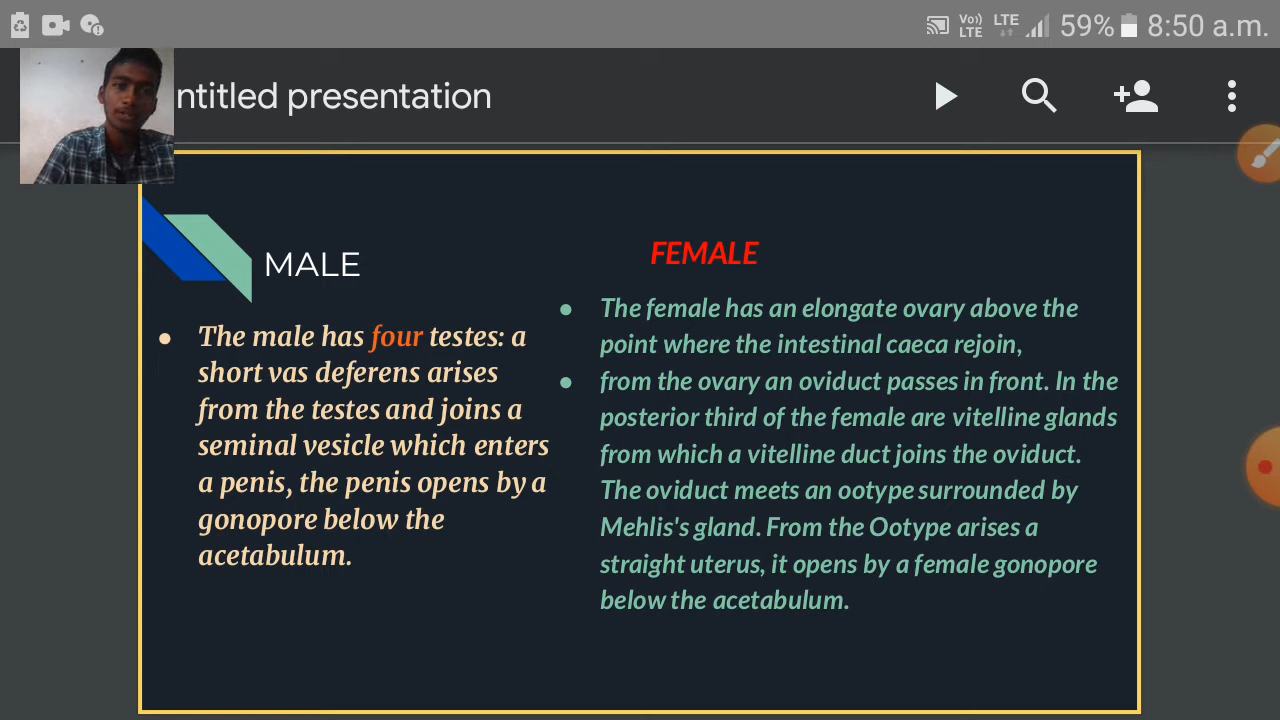 Vo)) LTE LTE 59% 8:50 a.m.
ntitled presentation
MALE
The male has four testes: a
short vas deferens arises
from the testes and joins a
seminal vesicle which enters
a penis, the penis opens by a
gonopore below the
acetabulum.
FEMALE
The female has an elongate ovary above the
point where the intestinal caeca rejoin,
from the ovary an oviduct passes in front. In the
posterior third of the female are vitelline glands
from which a vitelline duct joins the oviduct.
The oviduct meets an ootype surrounded by
Mehlis's gland. From the Ootype arises a
straight uterus, it opens by a female gonopore
below the acetabulum.